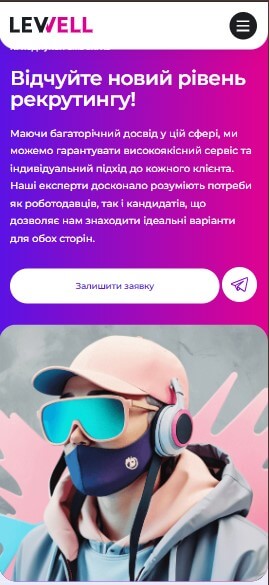 LEVVELL
Відчуйте новий рівень
рекрутингу!
Маючи багаторічний досвід у цій сфері, ми
можемо гарантувати високоякісний сервіс та
індивідуальний підхід до кожного клієнта.
Наші експерти досконало розуміють потреби
як роботодавців, так і кандидатів, що
дозволяє нам знаходити ідеальні варіанти
для обох сторін.
Залишити заявку